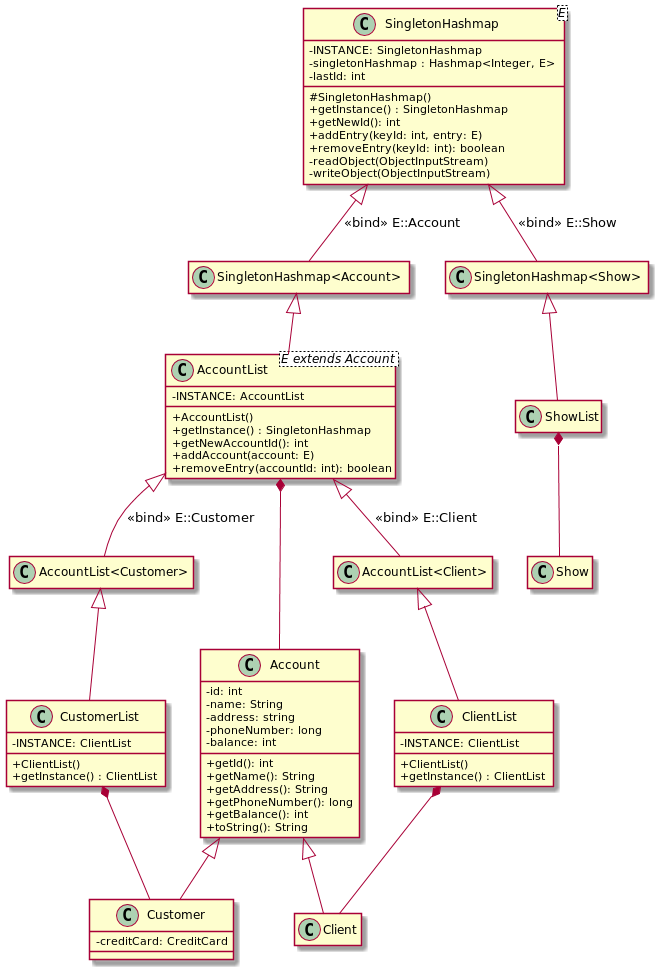 C SingletonHashmap E
-INSTANCE: SingletonHashmap
-singletonHashmap : Hashmap<Integer, E>
-lastId: int
#SingletonHashmap()
+getInstance() : SingletonHashmap
+getNewId(): int
+addEntry(keyId: int, entry: E)
+removeEntry(keyId: int): boolean
-readObject(ObjectInputStream)
-writeObject(ObjectInputStream)
«bind» E::Account
«bind» E::Show
C SingletonHashmap<Account>
C SingletonHashmap<Show>
C AccountList E extends Account
-INSTANCE: AccountList
+AccountList()
+getInstance() : SingletonHashmap
+getNewAccountId(): int
+addAccount(account: E)
+removeEntry(accountId: int): boolean
C ShowList
«bind» E::Customer
«bind» E::Client
C AccountList<Customer>
C AccountList<Client>
C Show
C Account
-id: int
-name: String
-address: string
-phoneNumber: long
-balance: int
+getId(): int
+getName(): String
+getAddress(): String
+getPhoneNumber(): long
+getBalance(): int
+toString(): String
C CustomerList
-INSTANCE: ClientList
+ClientList()
+getInstance() : ClientList
C ClientList
-INSTANCE: ClientList
+ClientList()
+getInstance() : ClientList
C Customer
-creditCard: CreditCard
C Client